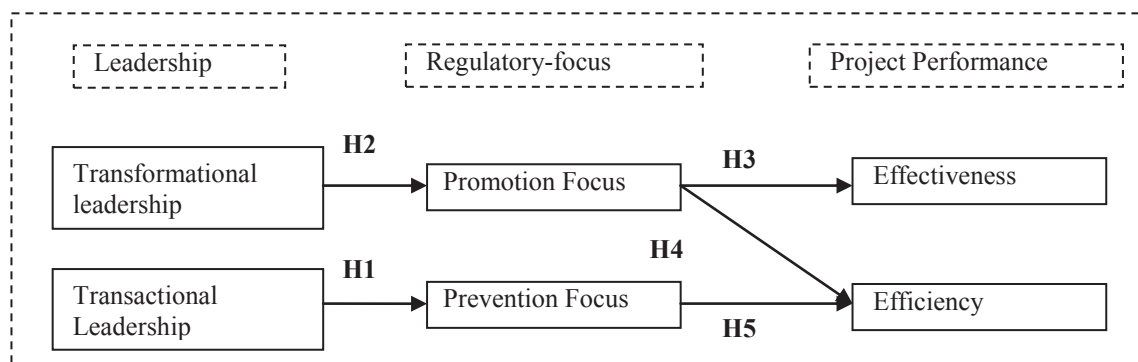 Leadership
Regulatory-focus
Project Performance
H2
H3
Transformational
leadership
Promotion Focus
Effectiveness
H1
H4
Transactional
Leadership
Prevention Focus
Efficiency
H5